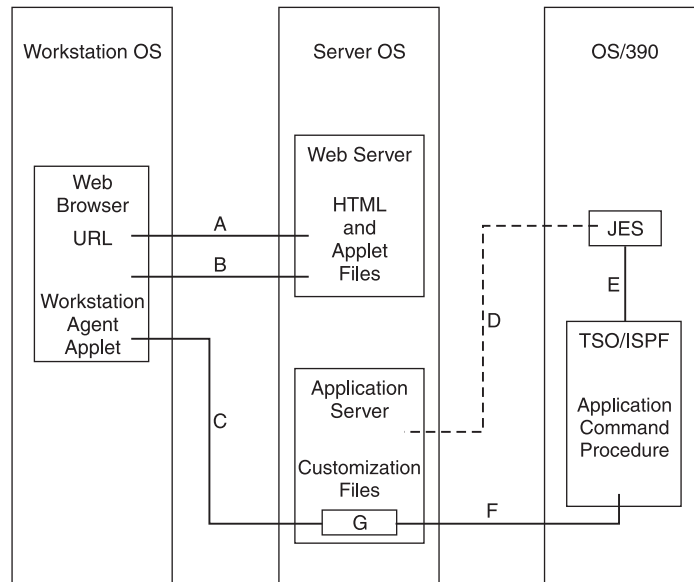 Workstation OS
Server OS
OS/390
Web
Browser
URL
Workstation
Agent
Applet
A
B
C
Web Server
HTML
and
Applet
Files
Application
Server
Customization
Files
G
D
JES
E
TSO/ISPF
Application
Command
Procedure
F